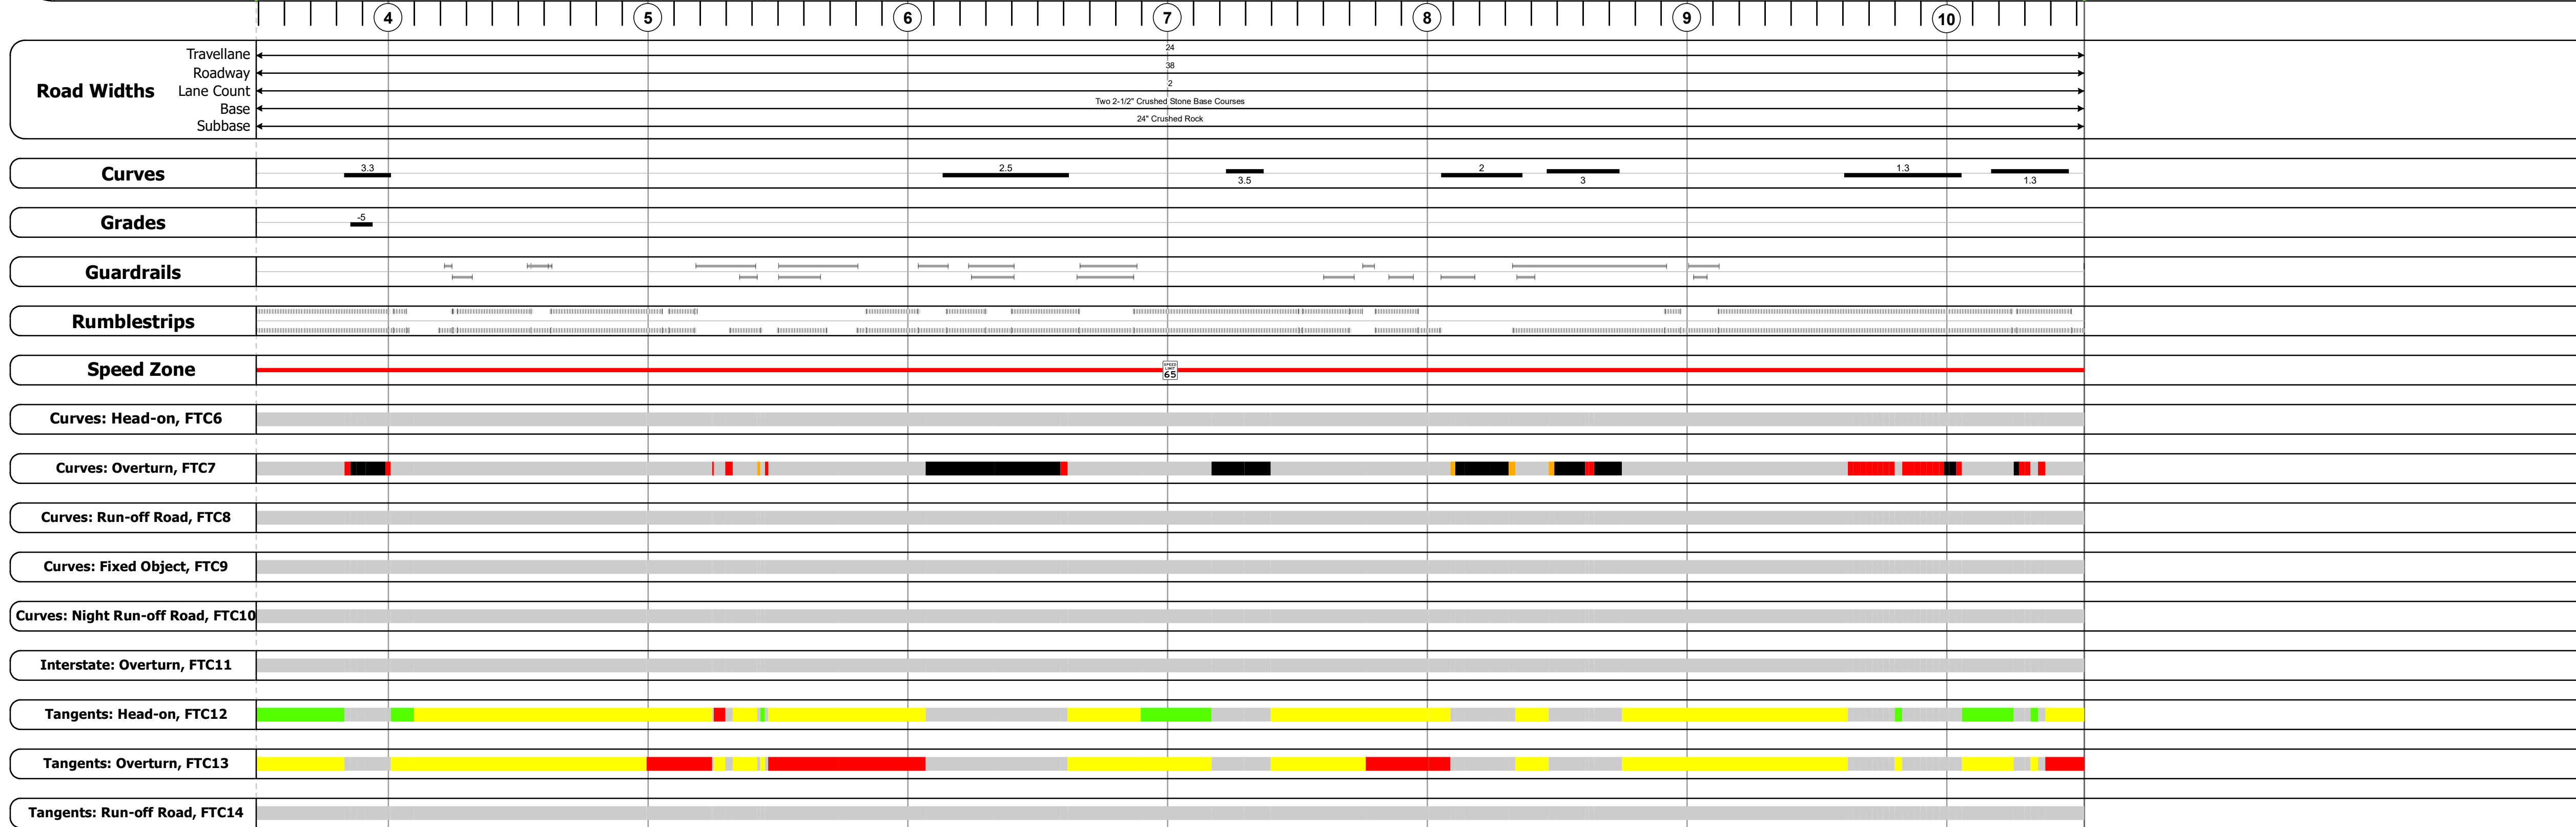 4 5 6 7 8 9 10
Road Widths
Travellane 24
Roadway 38
Lane Count 2
Base Two 2-1/2" Crushed Stone Base Courses
Subbase 24" Crushed Rock
Curves 3.3 2.5 3.5 2 3 1.3 1.3
Grades -5
Guardrails
Rumblestrips
Speed Zone SPEED LIMIT 65
Curves: Head-on, FTC6
Curves: Overturn, FTC7
Curves: Run-off Road, FTC8
Curves: Fixed Object, FTC9
Curves: Night Run-off Road, FTC10
Interstate: Overturn, FTC11
Tangents: Head-on, FTC12
Tangents: Overturn, FTC13
Tangents: Run-off Road, FTC14